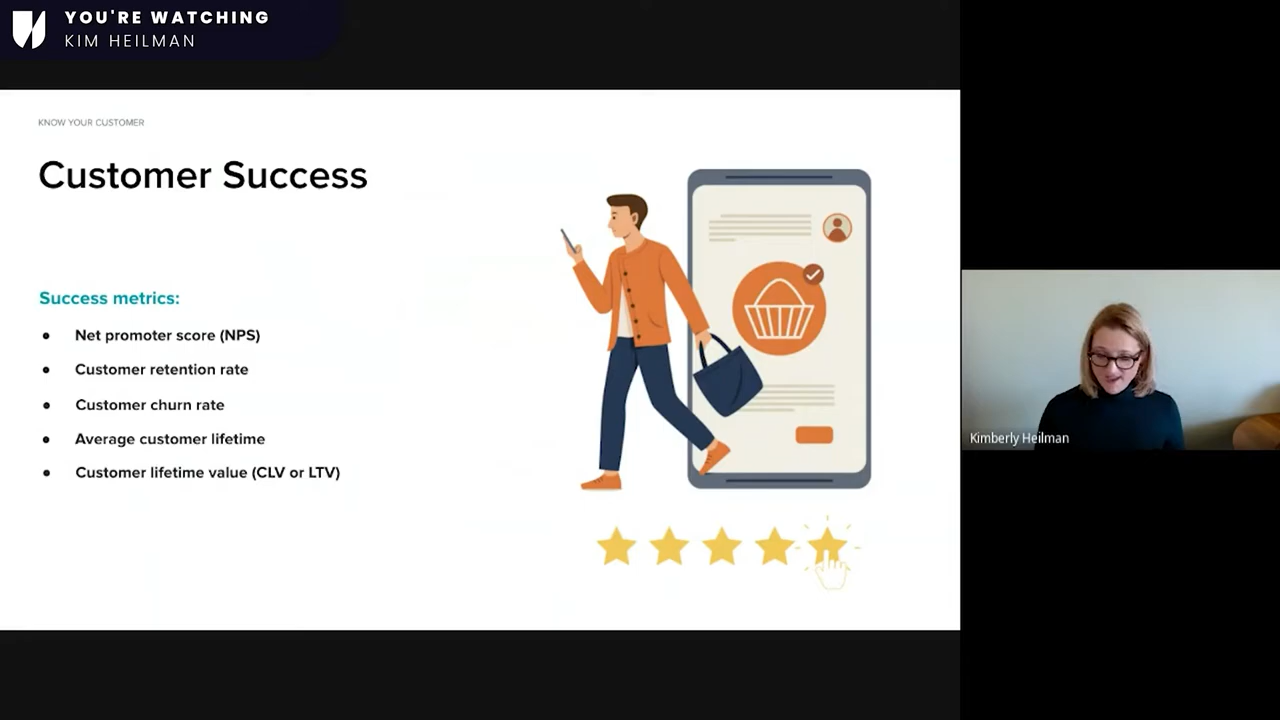 YOU'RE WATCHING
KIM HEILMAN
KNOW YOUR CUSTOMER
Customer Success
Success metrics:
● Net promoter score (NPS)
● Customer retention rate
● Customer churn rate
● Average customer lifetime
● Customer lifetime value (CLV or LTV)
Kimberly Heilman